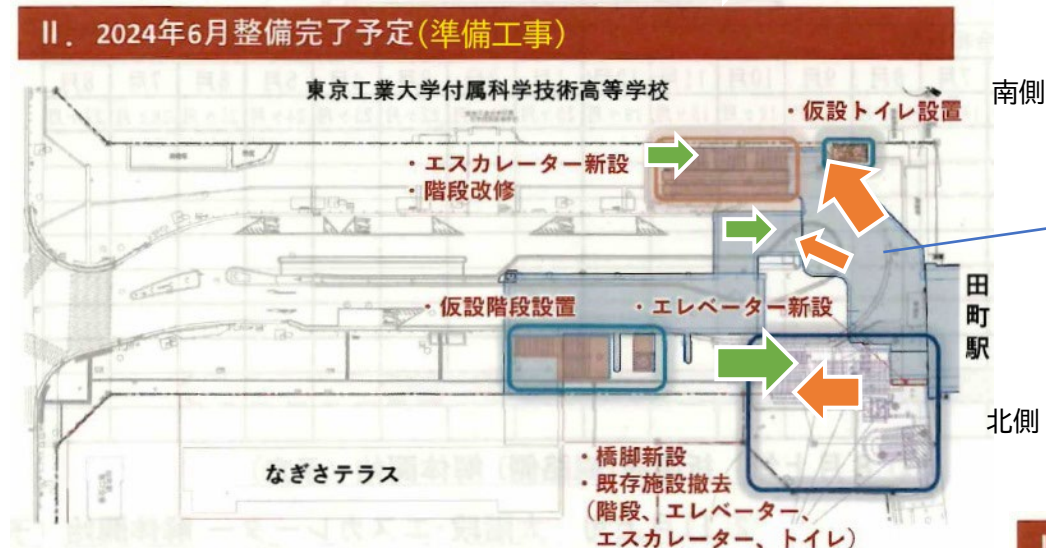 Ⅱ．2024年6月整備完了予定(準備工事)
東京工業大学付属科学技術高等学校
南側
・仮設トイレ設置
・エスカレーター新設
・階段改修
・仮設階段設置
・エレベーター新設
田町駅
北側
なぎさテラス
・橋脚新設
・既存施設撤去
（階段、エレベーター、
エスカレーター、トイレ）